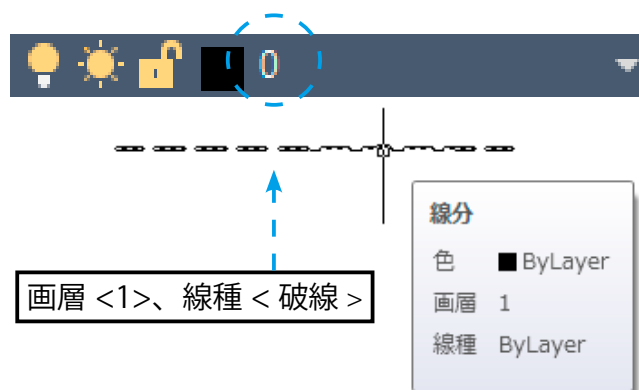 0
線分
色 ByLayer
画層 1
線種 ByLayer
画層 <1>、線種 < 破線 >